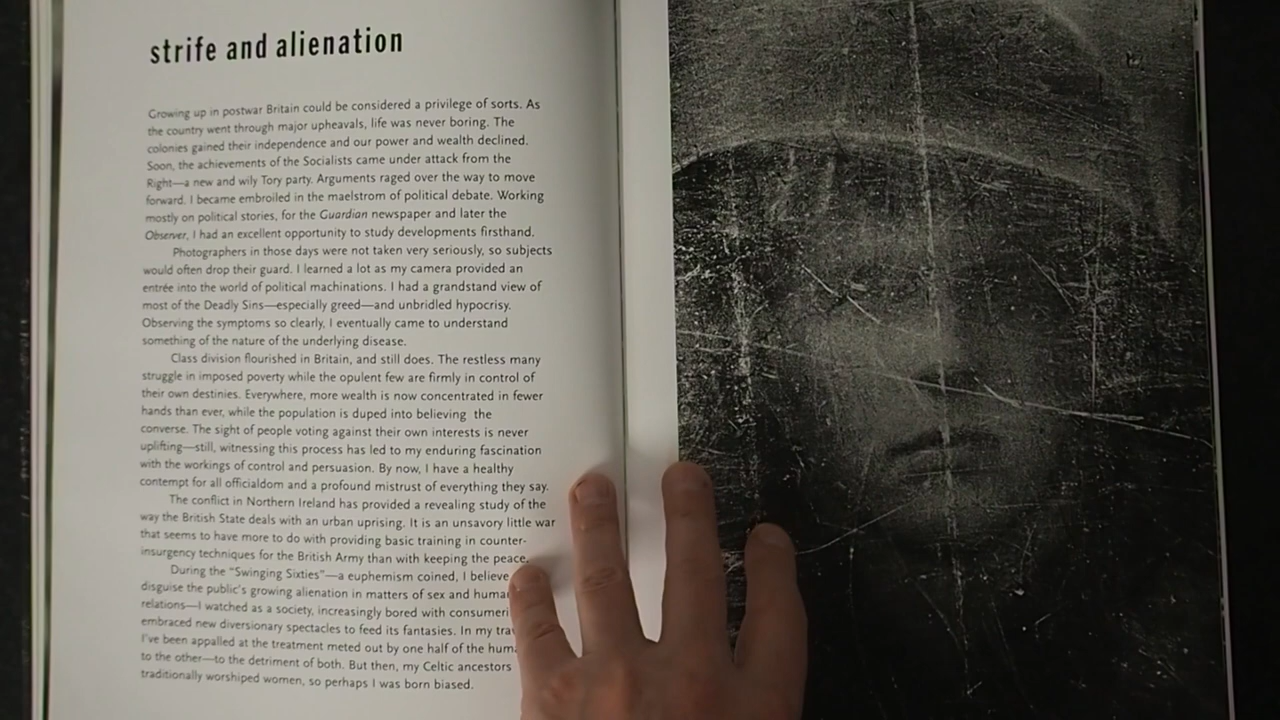 strife and alienation
Growing up in postwar Britain could be considered a privilege of sorts. As
the country went through major upheavals, life was never boring. The
colonies gained their independence and our power and wealth declined.
Soon, the achievements of the Socialists came under attack from the
Right—a new and wily Tory party. Arguments raged over the way to move
forward. I became embroiled in the maelstrom of political debate. Working
mostly on political stories, for the Guardian newspaper and later the
Observer, I had an excellent opportunity to study developments firsthand.
Photographers in those days were not taken very seriously, so subjects
would often drop their guard. I learned a lot as my camera provided an
entrée into the world of political machinations. I had a grandstand view of
most of the Deadly Sins—especially greed—and unbridled hypocrisy.
Observing the symptoms so clearly, I eventually came to understand
something of the nature of the underlying disease.
Class division flourished in Britain, and still does. The restless many
struggle in imposed poverty while the opulent few are firmly in control of
their own destinies. Everywhere, more wealth is now concentrated in fewer
hands than ever, while the population is duped into believing the
converse. The sight of people voting against their own interests is never
uplifting—still, witnessing this process has led to my enduring fascination
with the workings of control and persuasion. By now, I have a healthy
contempt for all officialdom and a profound mistrust of everything they say.
The conflict in Northern Ireland has provided a revealing study of the
way the British State deals with an urban uprising. It is an unsavory little war
that seems to have more to do with providing basic training in counter-
insurgency techniques for the British Army than with keeping the peace.
During the "Swinging Sixties"—a euphemism coined, I believe
disguise the public's growing alienation in matters of sex and
relations—I watched as a society, increasingly bored with
embraced new diversionary spectacles to feed its fantasies. In my
I've been appalled at the treatment meted out by one half of the
to the other—to the detriment of both. But then, my Celtic ancestors
traditionally worshiped women, so perhaps I was born biased.